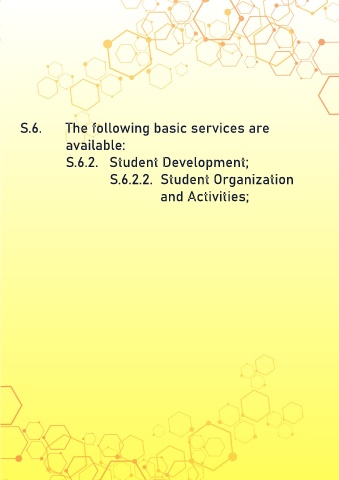 S.6. The following basic services are
available:
S.6.2. Student Development;
S.6.2.2. Student Organization
and Activities;